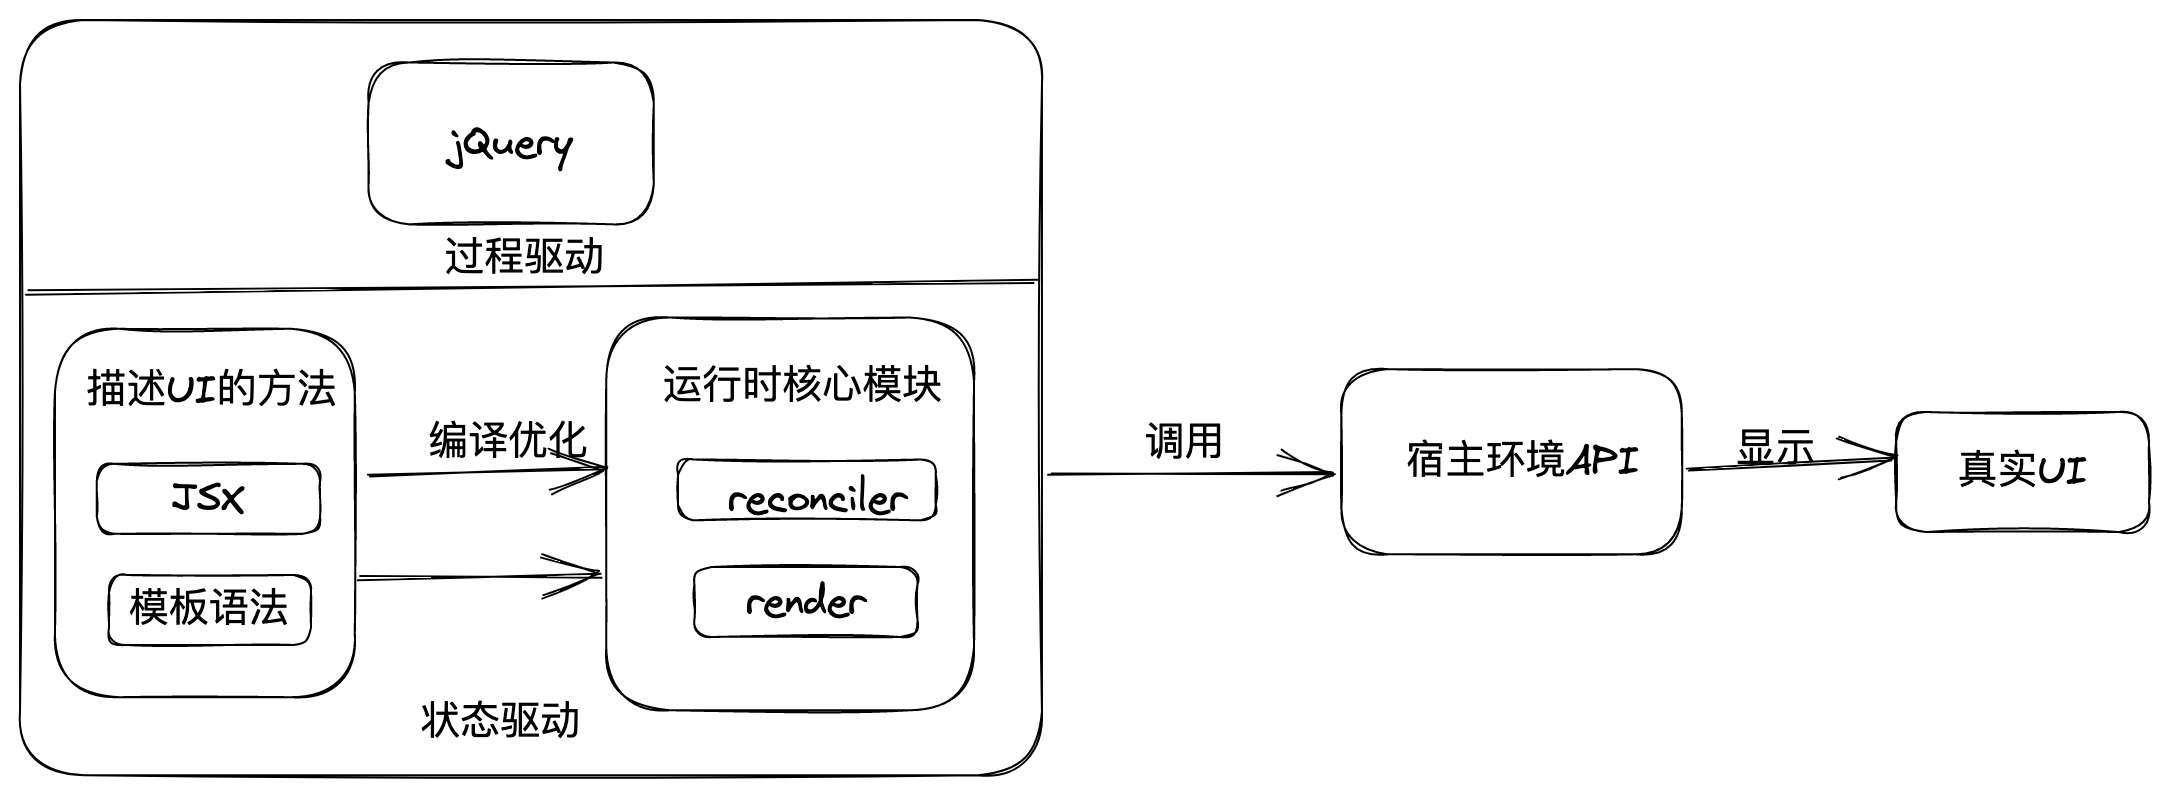 jQuery
过程驱动
描述UI的方法
JSX
模板语法
编译优化
运行时核心模块
reconciler
render
状态驱动
调用
宿主环境API
显示
真实UI